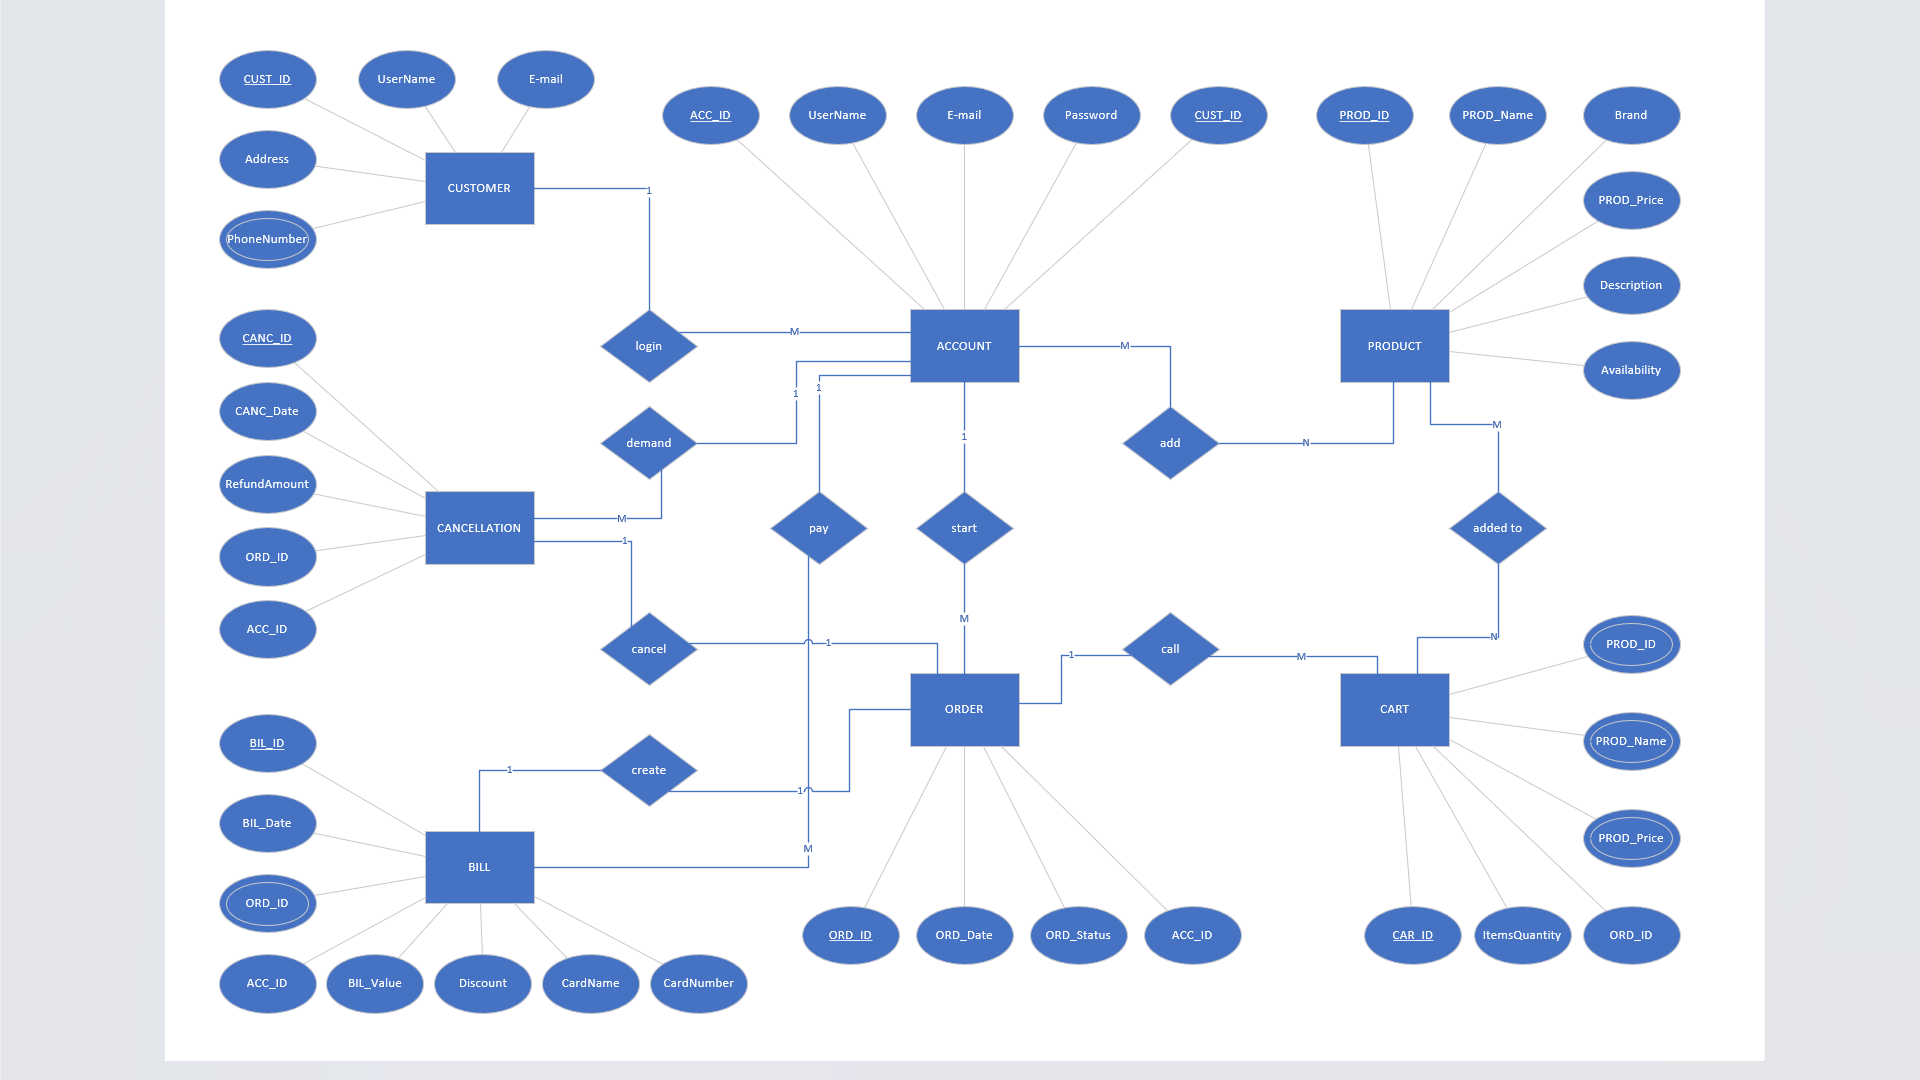 CUST_ID
UserName
E-mail
Address
PhoneNumber
CUSTOMER
1
ACC_ID
UserName
E-mail
Password
CUST_ID
PROD_ID
PROD_Name
Brand
PROD_Price
Description
Availability
login
M
ACCOUNT
M
PRODUCT
CANC_ID
CANC_Date
RefundAmount
ORD_ID
ACC_ID
CANCELLATION
demand
1
1
M
1
pay
1
start
M
add
N
M
added to
N
cancel
1
call
1
M
ORDER
CART
PROD_ID
PROD_Name
PROD_Price
BIL_ID
BIL_Date
ORD_ID
1
create
1
M
BILL
ACC_ID
BIL_Value
Discount
CardName
CardNumber
ORD_ID
ORD_Date
ORD_Status
ACC_ID
CAR_ID
ItemsQuantity
ORD_ID